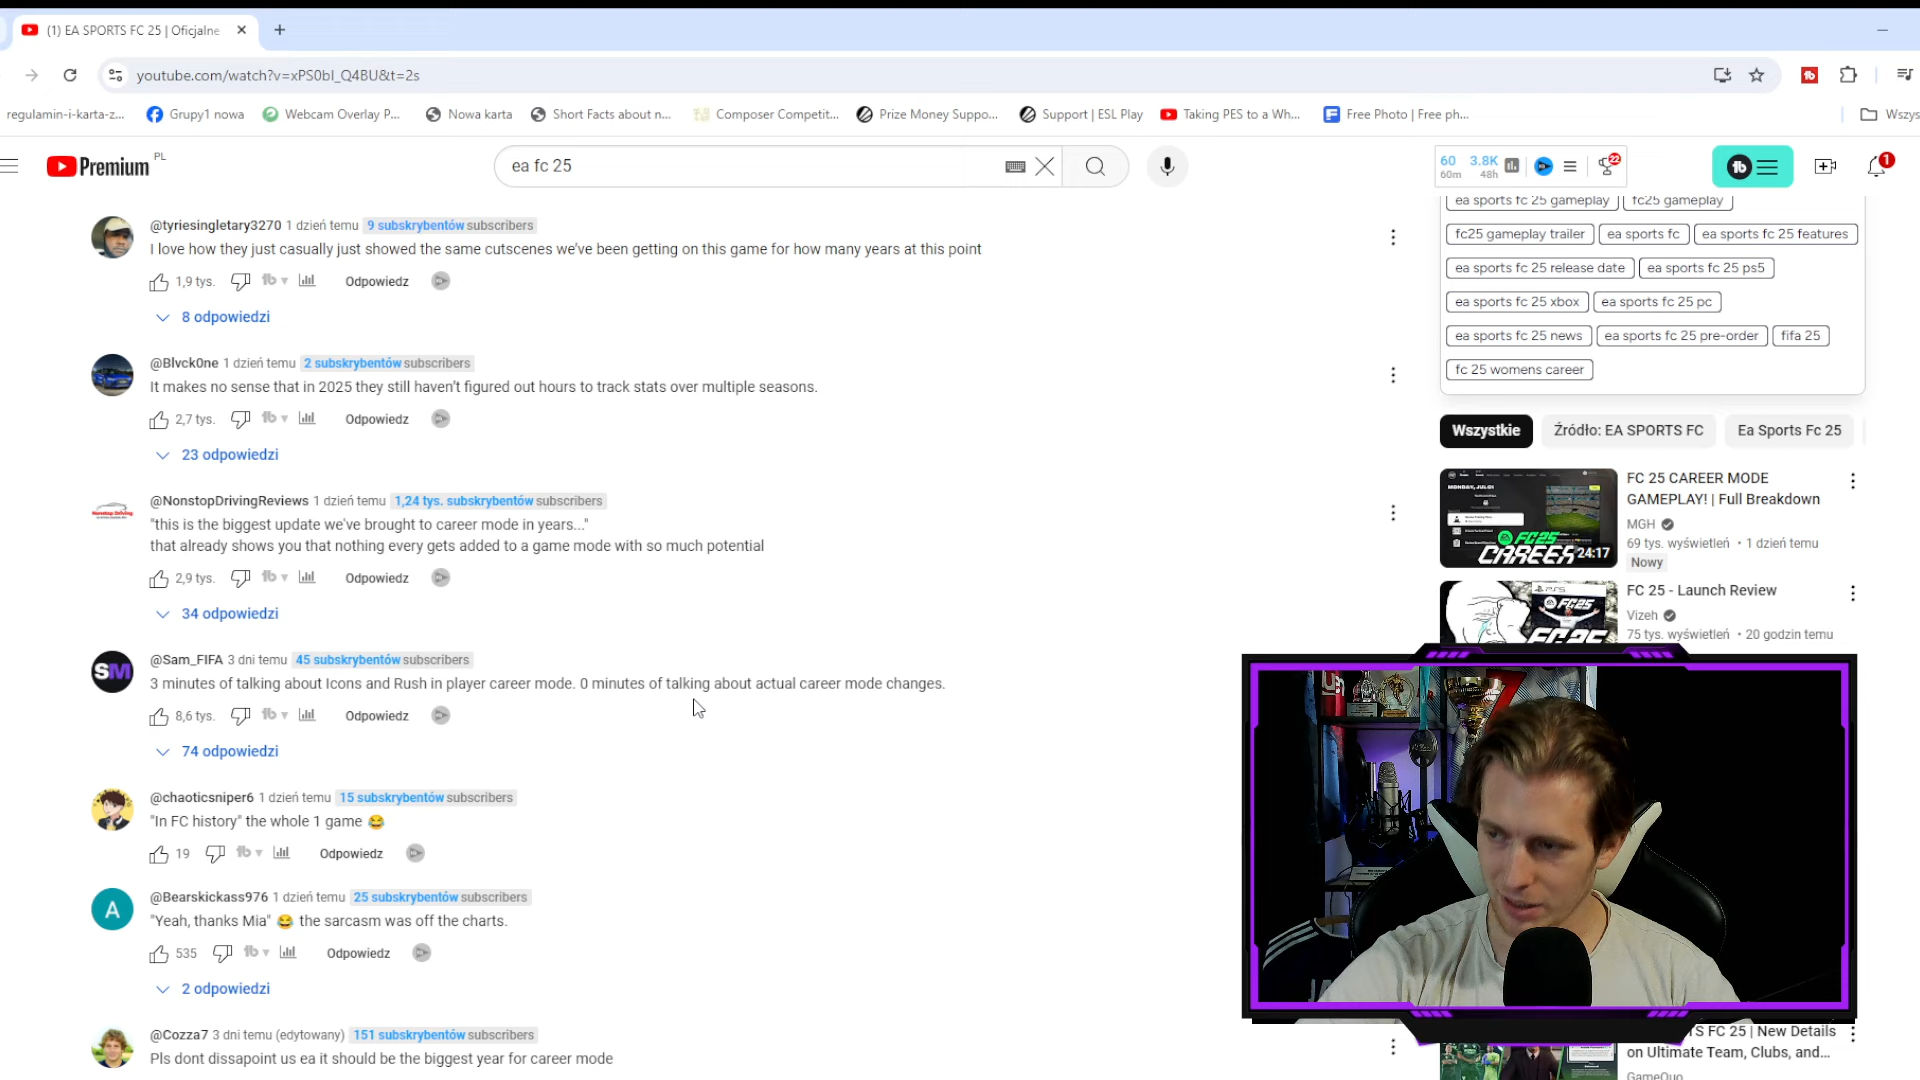 (1) EA SPORTS FC 25 | Oficjalne
youtube.com/watch?v=xPS0bI_Q4BU&t=2s
regulamin-i-karta-z...
Grupy1 nowa
Webcam Overlay P...
Nowa karta
Short Facts about n...
Composer Competit...
Prize Money Suppo...
Support | ESL Play
Taking PES to a Wh...
Free Photo | Free ph...
Wszys
Premium PL
ea fc 25
60 60m
3.8K 48h
22
1
@tyriesingletary3270 1 dzień temu 9 subskrybentów subscribers
I love how they just casually just showed the same cutscenes we've been getting on this game for how many years at this point
1,9 tys. Odpowiedz
8 odpowiedzi
@Blvck0ne 1 dzień temu 2 subskrybentów subscribers
It makes no sense that in 2025 they still haven't figured out hours to track stats over multiple seasons.
2,7 tys. Odpowiedz
23 odpowiedzi
@NonstopDrivingReviews 1 dzień temu 1,24 tys. subskrybentów subscribers
"this is the biggest update we've brought to career mode in years..."
that already shows you that nothing every gets added to a game mode with so much potential
2,9 tys. Odpowiedz
34 odpowiedzi
@Sam_FIFA 3 dni temu 45 subskrybentów subscribers
3 minutes of talking about Icons and Rush in player career mode. 0 minutes of talking about actual career mode changes.
8,6 tys. Odpowiedz
74 odpowiedzi
@chaoticsniper6 1 dzień temu 15 subskrybentów subscribers
"In FC history" the whole 1 game 😂
19 Odpowiedz
@Bearskickass976 1 dzień temu 25 subskrybentów subscribers
"Yeah, thanks Mia" 😂 the sarcasm was off the charts.
535 Odpowiedz
2 odpowiedzi
@Cozza7 3 dni temu (edytowany) 151 subskrybentów subscribers
Pls dont dissapoint us ea it should be the biggest year for career mode
SM
A
ea sports fc 25 gameplay fc25 gameplay
fc25 gameplay trailer ea sports fc ea sports fc 25 features
ea sports fc 25 release date ea sports fc 25 ps5
ea sports fc 25 xbox ea sports fc 25 pc
ea sports fc 25 news ea sports fc 25 pre-order fifa 25
fc 25 womens career
Wszystkie Źródło: EA SPORTS FC Ea Sports Fc 25
MONDAY, JUL 01
FC25
CAREER
24:17
FC 25 CAREER MODE
GAMEPLAY! | Full Breakdown
MGH
69 tys. wyświetleń • 1 dzień temu
Nowy
PS5
FC25
FC25
FC 25 - Launch Review
Vizeh
75 tys. wyświetleń • 20 godzin temu
S FC 25 | New Details
on Ultimate Team, Clubs, and...
GameQuo